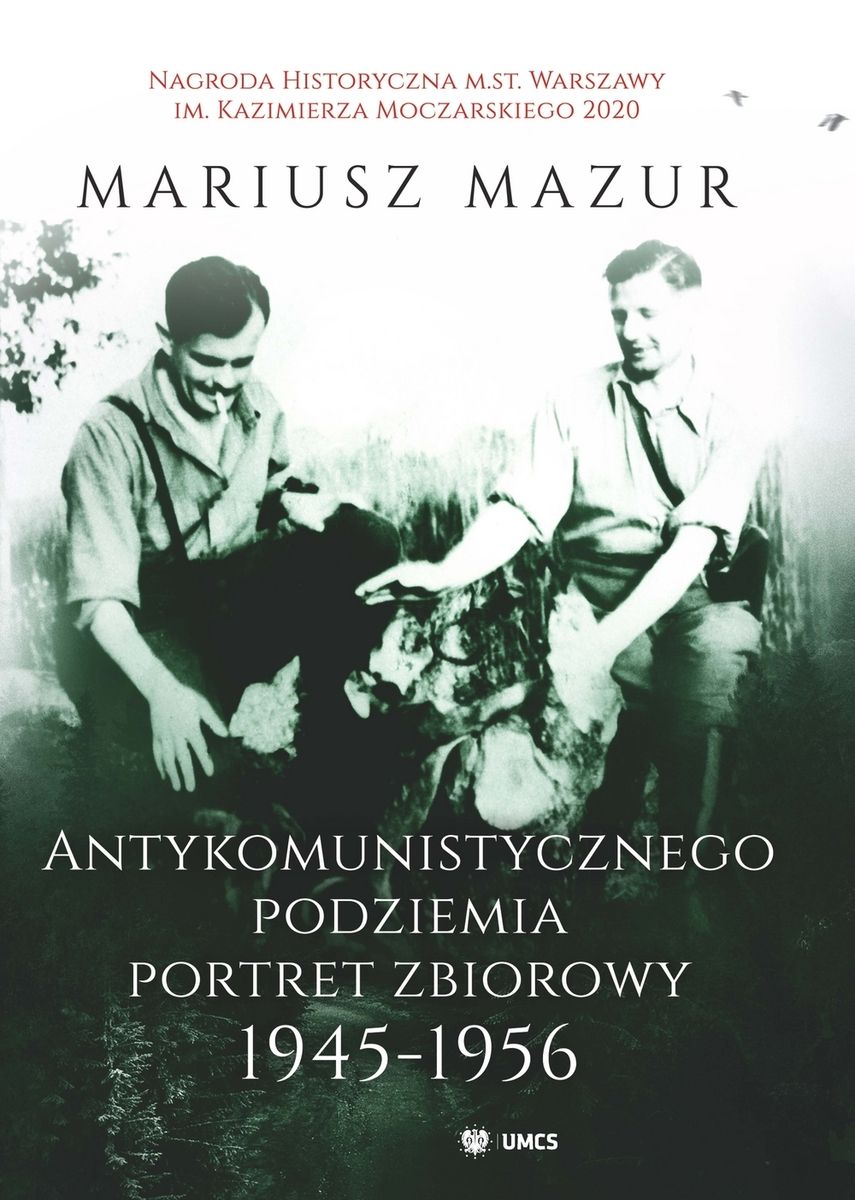 Nagroda Historyczna m.st. Warszawy
im. Kazimierza Moczarskiego 2020
Mariusz Mazur
Antykomunistycznego
podziemia
portret zbiorowy
1945-1956
UMCS